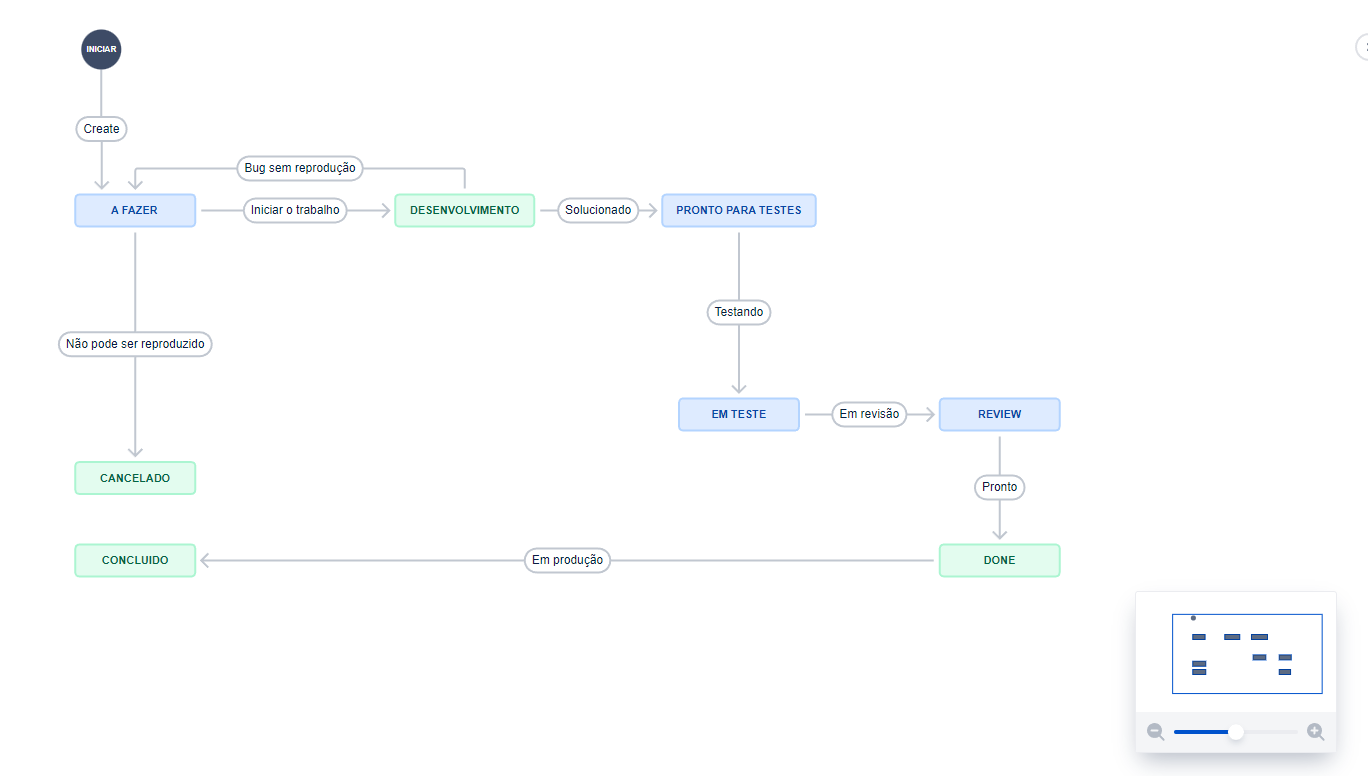 INICIAR
Create
Bug sem reprodução
A FAZER
Iniciar o trabalho
DESENVOLVIMENTO
Solucionado
PRONTO PARA TESTES
Testando
Não pode ser reproduzido
EM TESTE
Em revisão
REVIEW
CANCELADO
Pronto
CONCLUIDO
Em produção
DONE